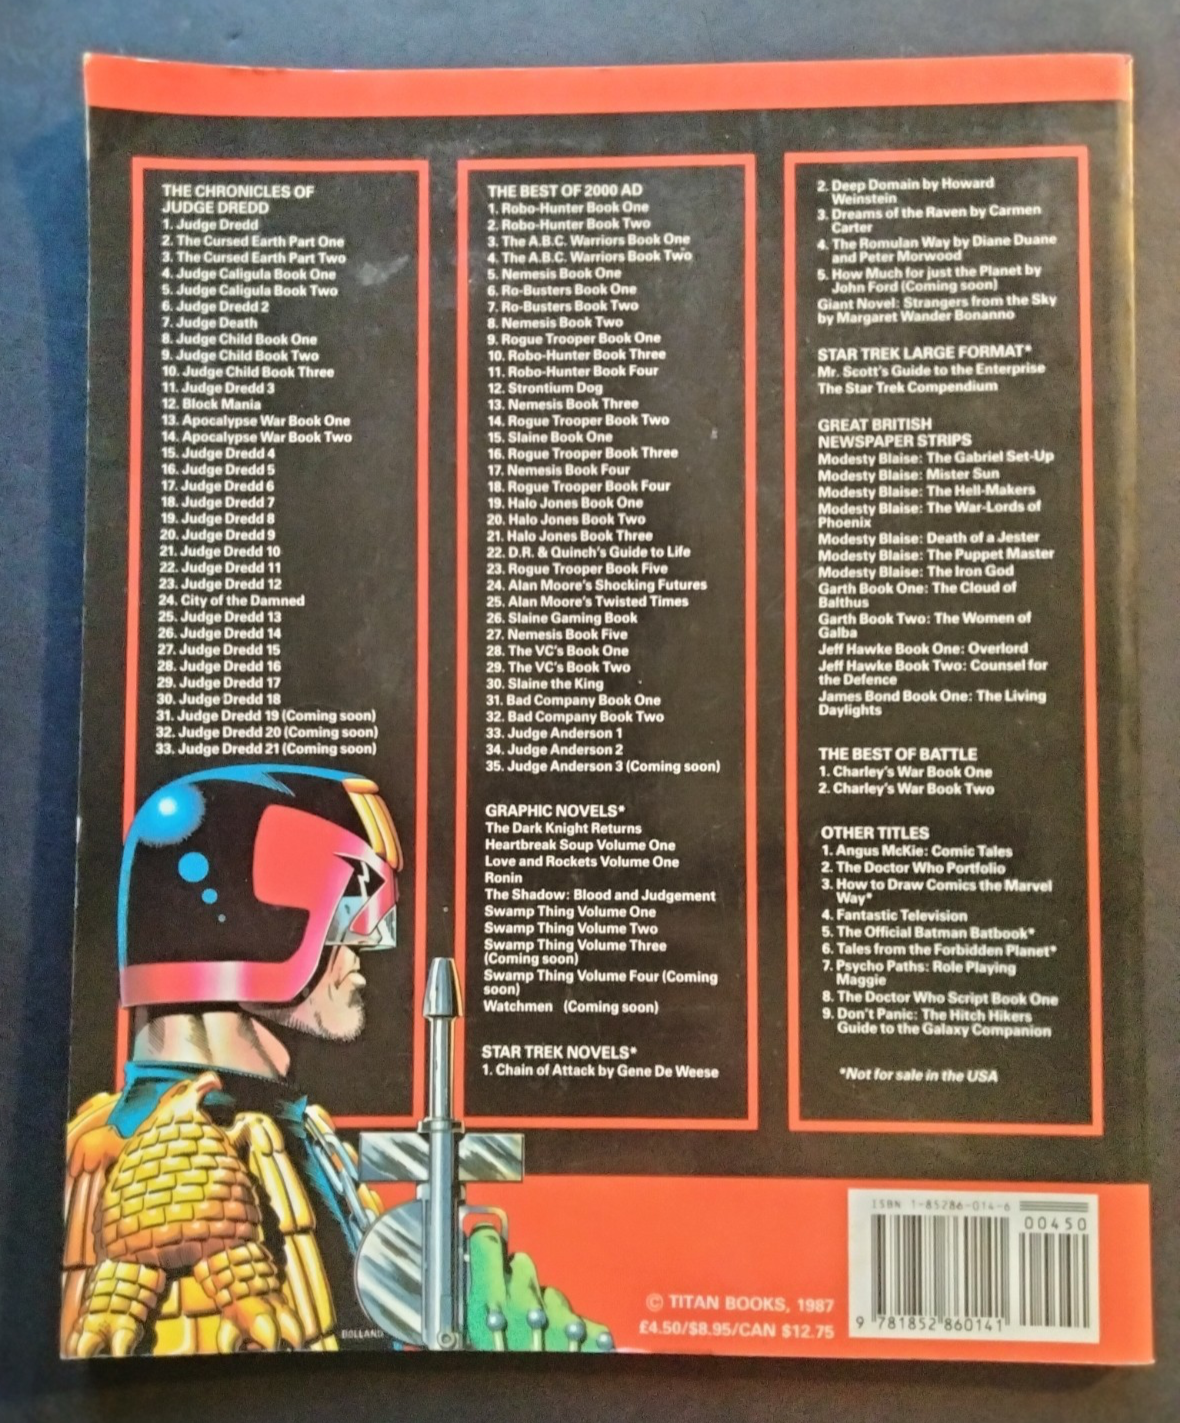 THE CHRONICLES OF
JUDGE DREDD
1. Judge Dredd
2. The Cursed Earth Part One
3. The Cursed Earth Part Two
4. Judge Caligula Book One
5. Judge Caligula Book Two
6. Judge Dredd 2
7. Judge Death
8. Judge Child Book One
9. Judge Child Book Two
10. Judge Child Book Three
11. Judge Dredd 3
12. Block Mania
13. Apocalypse War Book One
14. Apocalypse War Book Two
15. Judge Dredd 4
16. Judge Dredd 5
17. Judge Dredd 6
18. Judge Dredd 7
19. Judge Dredd 8
20. Judge Dredd 9
21. Judge Dredd 10
22. Judge Dredd 11
23. Judge Dredd 12
24. City of the Damned
25. Judge Dredd 13
26. Judge Dredd 14
27. Judge Dredd 15
28. Judge Dredd 16
29. Judge Dredd 17
30. Judge Dredd 18
31. Judge Dredd 19 (Coming soon)
32. Judge Dredd 20 (Coming soon)
33. Judge Dredd 21 (Coming soon)
BOLLAND
THE BEST OF 2000 AD
1. Robo-Hunter Book One
2. Robo-Hunter Book Two
3. The A.B.C. Warriors Book One
4. The A.B.C. Warriors Book Two
5. Nemesis Book One
6. Ro-Busters Book One
7. Ro-Busters Book Two
8. Nemesis Book Two
9. Rogue Trooper Book One
10. Robo-Hunter Book Three
11. Robo-Hunter Book Four
12. Strontium Dog
13. Nemesis Book Three
14. Rogue Trooper Book Two
15. Slaine Book One
16. Rogue Trooper Book Three
17. Nemesis Book Four
18. Rogue Trooper Book Four
19. Halo Jones Book One
20. Halo Jones Book Two
21. Halo Jones Book Three
22. D.R. & Quinch's Guide to Life
23. Rogue Trooper Book Five
24. Alan Moore's Shocking Futures
25. Alan Moore's Twisted Times
26. Slaine Gaming Book
27. Nemesis Book Five
28. The VC's Book One
29. The VC's Book Two
30. Slaine the King
31. Bad Company Book One
32. Bad Company Book Two
33. Judge Anderson 1
34. Judge Anderson 2
35. Judge Anderson 3 (Coming soon)
GRAPHIC NOVELS*
The Dark Knight Returns
Heartbreak Soup Volume One
Love and Rockets Volume One
Ronin
The Shadow: Blood and Judgement
Swamp Thing Volume One
Swamp Thing Volume Two
Swamp Thing Volume Three
(Coming soon)
Swamp Thing Volume Four (Coming
soon)
Watchmen (Coming soon)
STAR TREK NOVELS*
1. Chain of Attack by Gene De Weese
2. Deep Domain by Howard
Weinstein
3. Dreams of the Raven by Carmen
Carter
4. The Romulan Way by Diane Duane
and Peter Morwood
5. How Much for just the Planet by
John Ford (Coming soon)
Giant Novel: Strangers from the Sky
by Margaret Wander Bonanno
STAR TREK LARGE FORMAT*
Mr. Scott's Guide to the Enterprise
The Star Trek Compendium
GREAT BRITISH
NEWSPAPER STRIPS
Modesty Blaise: The Gabriel Set-Up
Modesty Blaise: Mister Sun
Modesty Blaise: The Hell-Makers
Modesty Blaise: The War-Lords of
Phoenix
Modesty Blaise: Death of a Jester
Modesty Blaise: The Puppet Master
Modesty Blaise: The Iron God
Garth Book One: The Cloud of
Balthus
Garth Book Two: The Women of
Galba
Jeff Hawke Book One: Overlord
Jeff Hawke Book Two: Counsel for
the Defence
James Bond Book One: The Living
Daylights
THE BEST OF BATTLE
1. Charley's War Book One
2. Charley's War Book Two
OTHER TITLES
1. Angus McKie: Comic Tales
2. The Doctor Who Portfolio
3. How to Draw Comics the Marvel
Way*
4. Fantastic Television
5. The Official Batman Batbook*
6. Tales from the Forbidden Planet*
7. Psycho Paths: Role Playing
Maggie
8. The Doctor Who Script Book One
9. Don't Panic: The Hitch Hikers
Guide to the Galaxy Companion
*Not for sale in the USA
© TITAN BOOKS, 1987
£4.50/$8.95/CAN $12.75
ISBN 1-85286-014-6
00450
9 781852 860141